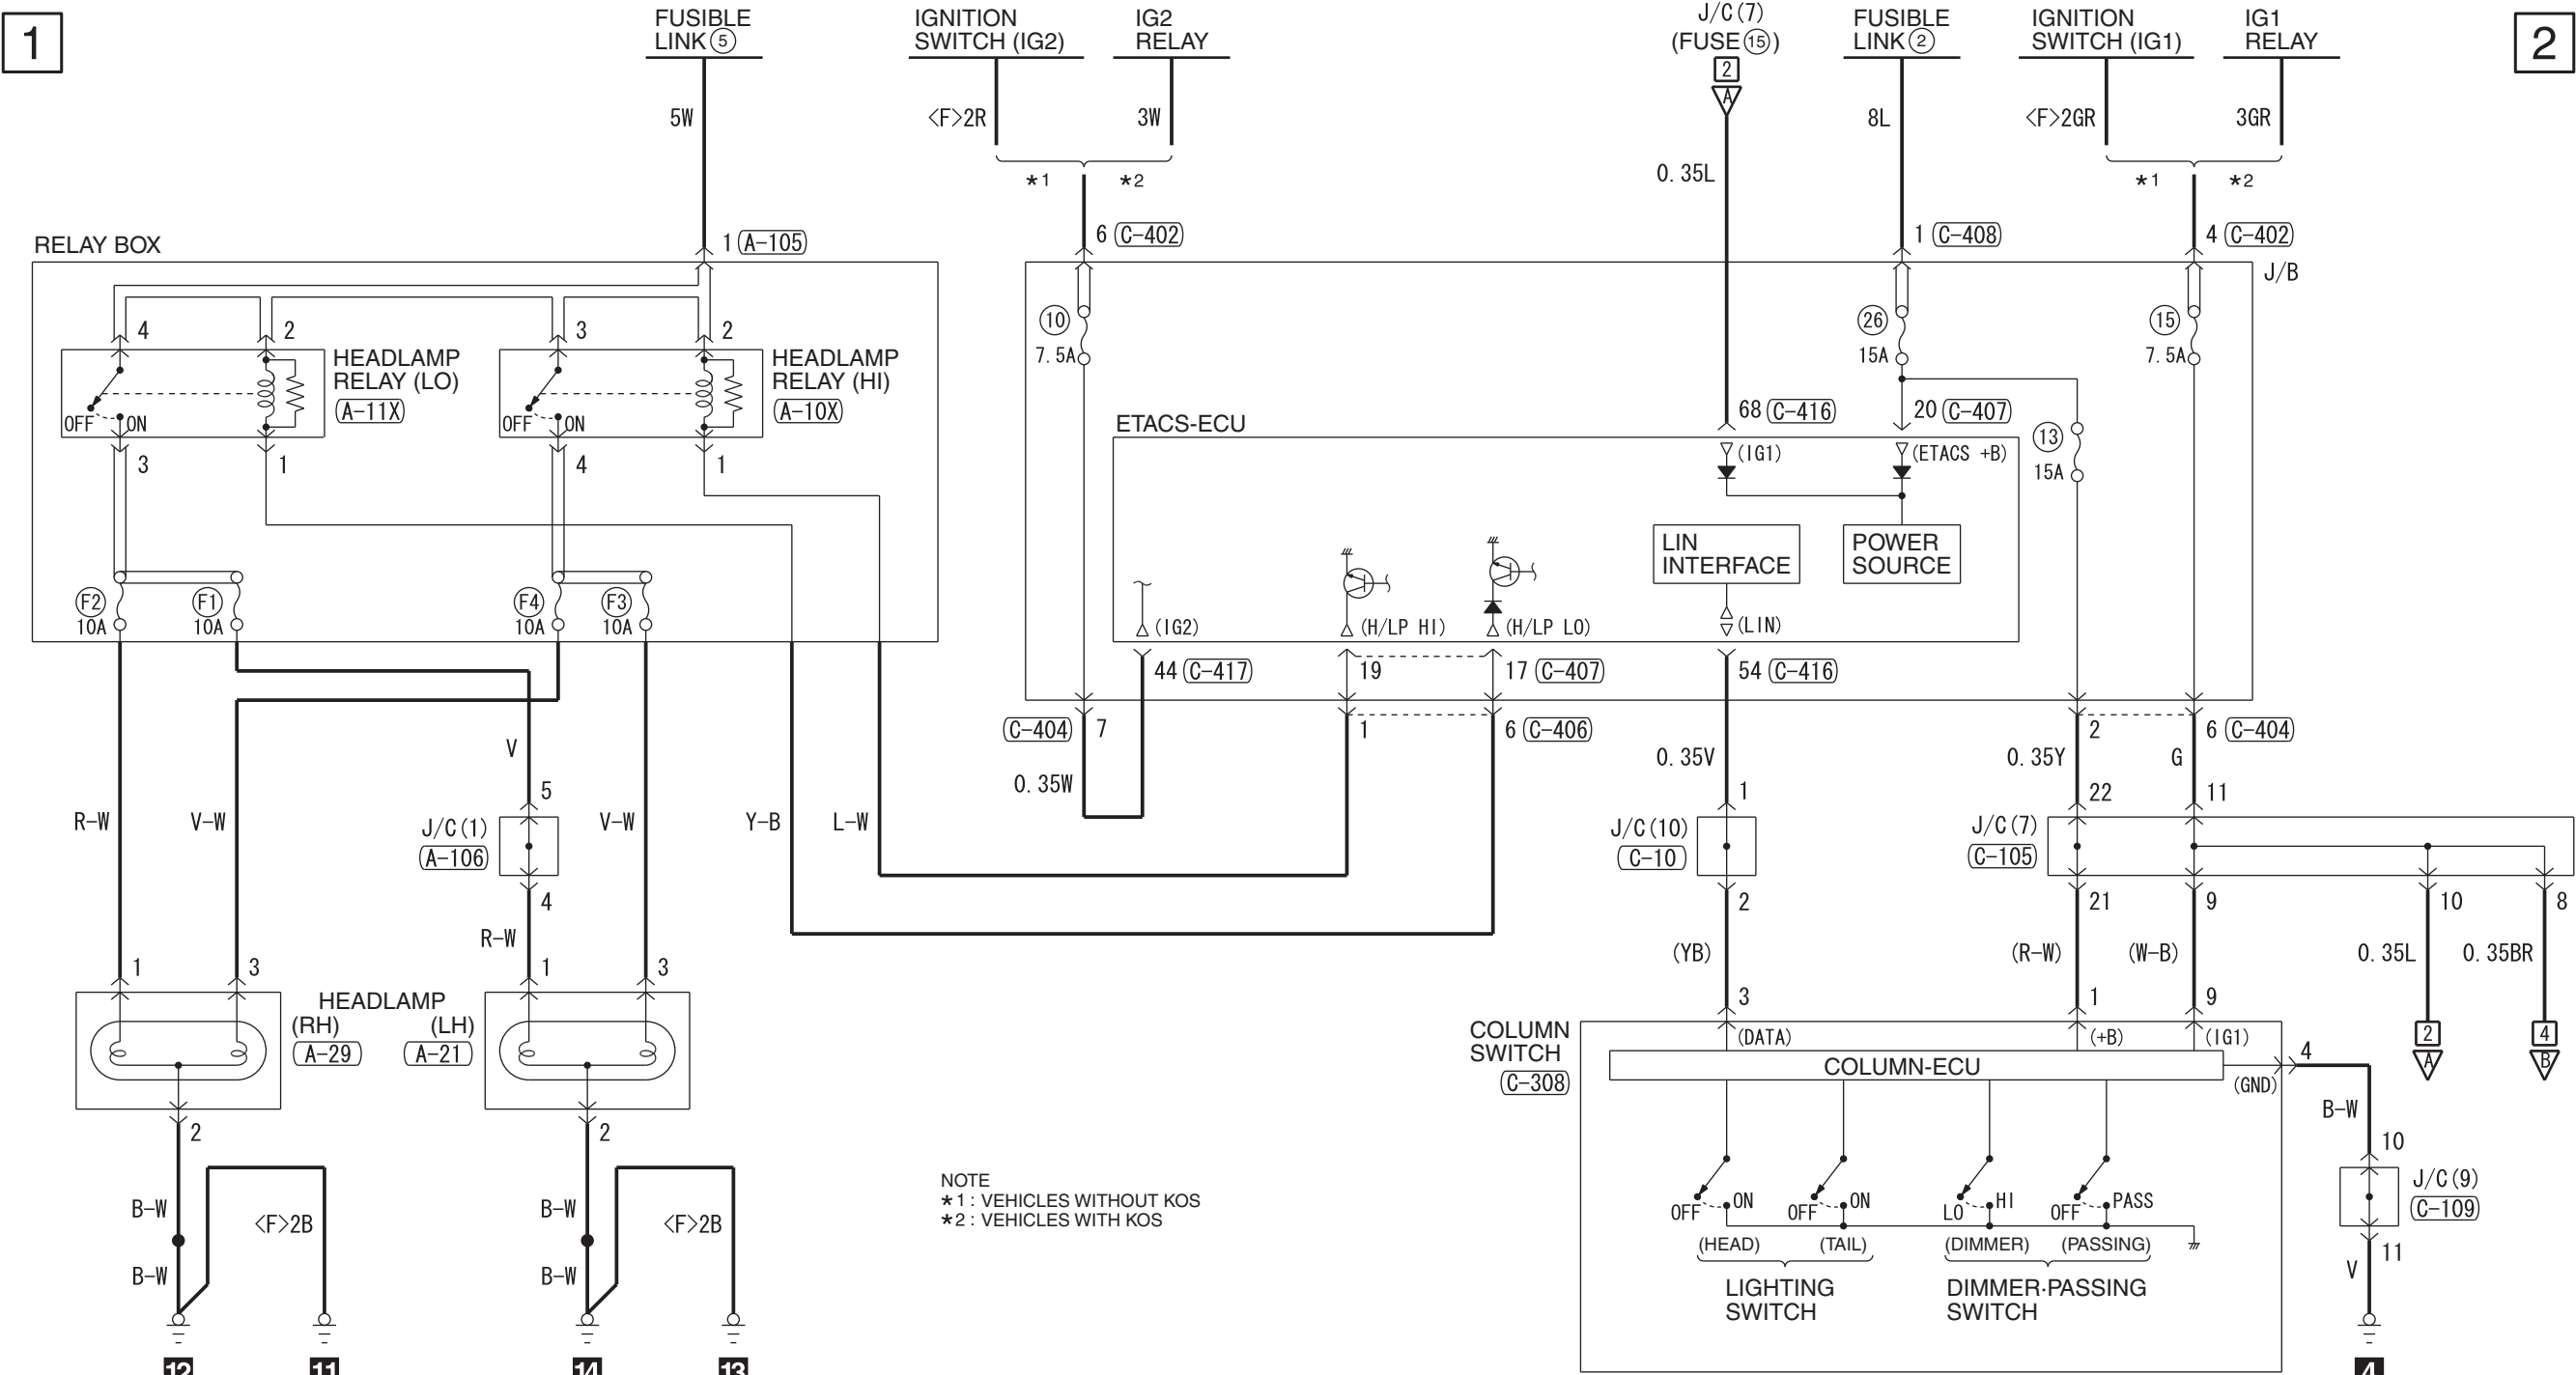 1
FUSIBLE
LINK 5
IGNITION
SWITCH (IG2)
IG2
RELAY
J/C(7)
(FUSE 15)
FUSIBLE
LINK 2
IGNITION
SWITCH (IG1)
IG1
RELAY
2
2
A
5W
<F>2R
3W
8L
<F>2GR
3GR
0.35L
*1
*2
*1
*2
RELAY BOX
1 A-105
6 C-402
1 C-408
4 C-402
J/B
4
2
3
2
10
7.5A
26
15A
15
7.5A
HEADLAMP
RELAY (LO)
A-11X
HEADLAMP
RELAY (HI)
A-10X
OFF
ON
OFF
ON
3
1
4
1
ETACS-ECU
68 C-416
20 C-407
13
15A
(IG1)
(ETACS +B)
LIN
INTERFACE
POWER
SOURCE
F2
10A
F1
10A
F4
10A
F3
10A
(IG2)
(H/LP HI)
(H/LP LO)
(LIN)
44 C-417
19
17 C-407
54 C-416
C-404 7
1
6 C-406
2
6 C-404
V
0.35W
0.35V
0.35Y
G
5
1
22
11
R-W
V-W
J/C(1)
A-106
V-W
Y-B
L-W
J/C(10)
C-10
J/C(7)
C-105
4
2
21
9
10
8
R-W
(YB)
(R-W)
(W-B)
0.35L
0.35BR
1
3
1
3
3
1
9
HEADLAMP
(RH)
(LH)
A-29
A-21
COLUMN
SWITCH
C-308
(DATA)
(+B)
(IG1)
2
A
4
B
COLUMN-ECU
4
(GND)
2
2
B-W
10
NOTE
*1 : VEHICLES WITHOUT KOS
*2 : VEHICLES WITH KOS
B-W
<F>2B
B-W
<F>2B
B-W
B-W
OFF
ON
OFF
ON
LO
HI
OFF
PASS
J/C(9)
C-109
(HEAD)
(TAIL)
(DIMMER)
(PASSING)
11
V
LIGHTING
SWITCH
DIMMER·PASSING
SWITCH
12
11
14
13
4